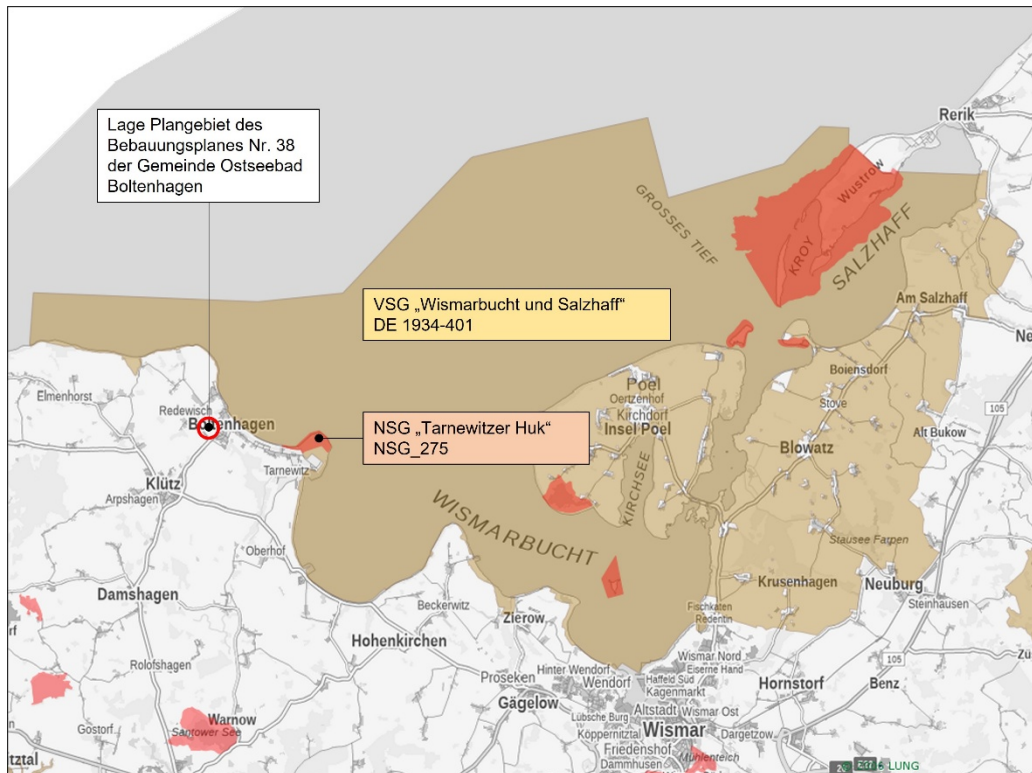 Rerik
Lage Plangebiet des
Bebauungsplanes Nr. 38
der Gemeinde Ostseebad
Boltenhagen
Wustrow
GROSSES TIEF
KROY
SALZHAFF
VSG „Wismarbucht und Salzhaff“
DE 1934-401
Am Salzhaff
Boiensdorf
Elmenhorst
Redewisch
Boltenhagen
Poel
Oertzenhof
Kirchdorf
Insel Poel
Stove
105
NSG „Tarnewitzer Huk“
NSG_275
Alt Bukow
Blowatz
Tarnewitz
Klütz
Arpshagen
KIRCHSEE
WISMARBUCHT
Stausee Farpen
Oberhof
Krusenhagen
Neuburg
Damshagen
Beckerwitz
Zierow
Fischkaten
Redentin
Steinhausen
Hohenkirchen
Rolofshagen
Wismar Nord
Eiserne Hand
105
Hinter Wendorf
Wendorf
Haffeld Süd
Kagenmarkt
Proseken
Hornstorf
Benz
Gägelow
Altstadt
Wismar Ost
Gostorf
Warnow
Santower See
Lübsche Burg
Köppernitztal
Wismar
Dargetzow
Friedenshof
Dammhusen
Mühlenteich
LUNG